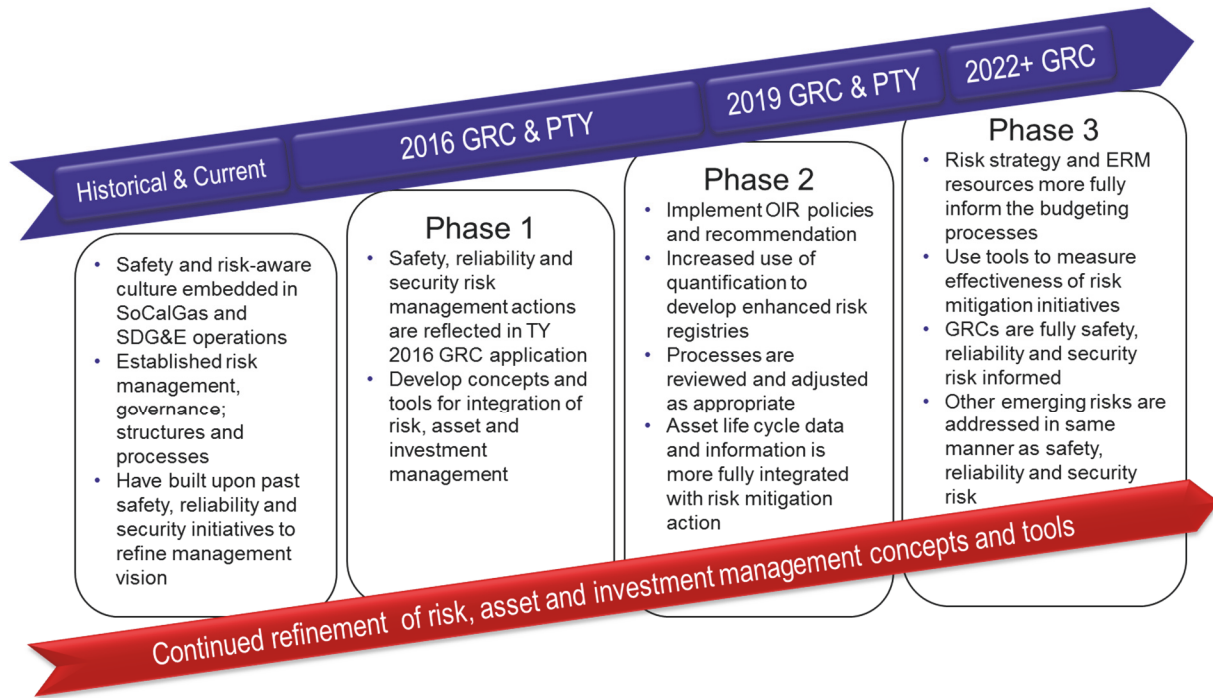 Historical & Current
2016 GRC & PTY
2019 GRC & PTY
2022+ GRC
• Safety and risk-aware
culture embedded in
SoCalGas and
SDG&E operations
• Established risk
management,
governance;
structures and
processes
• Have built upon past
safety, reliability and
security initiatives to
refine management
vision
Phase 1
• Safety, reliability and
security risk
management actions
are reflected in TY
2016 GRC application
• Develop concepts and
tools for integration of
risk, asset and
investment
management
Phase 2
• Implement OIR policies
and recommendation
• Increased use of
quantification to
develop enhanced risk
registries
• Processes are
reviewed and adjusted
as appropriate
• Asset life cycle data
and information is
more fully integrated
with risk mitigation
action
Phase 3
• Risk strategy and ERM
resources more fully
inform the budgeting
processes
• Use tools to measure
effectiveness of risk
mitigation initiatives
• GRCs are fully safety,
reliability and security
risk informed
• Other emerging risks are
addressed in same
manner as safety,
reliability and security
risk
Continued refinement of risk, asset and investment management concepts and tools